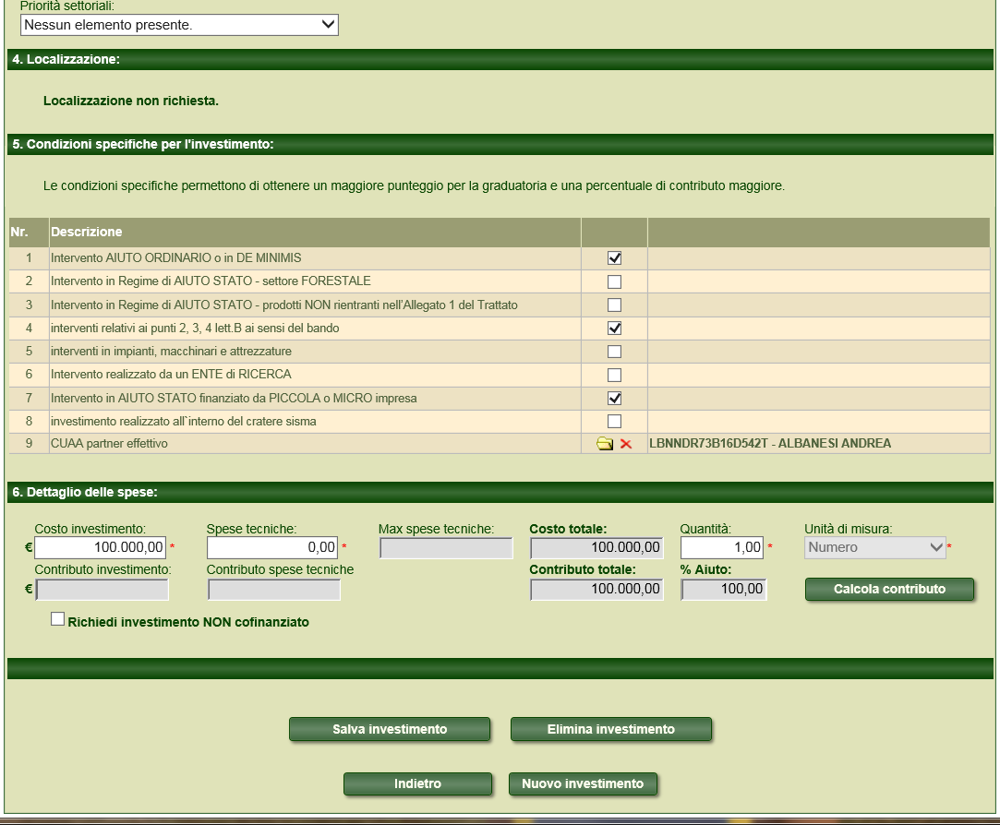 Priorità settoriali:
Nessun elemento presente.
4. Localizzazione:
Localizzazione non richiesta.
5. Condizioni specifiche per l'investimento:
Le condizioni specifiche permettono di ottenere un maggiore punteggio per la graduatoria e una percentuale di contributo maggiore.
Nr. Descrizione
1 Intervento AIUTO ORDINARIO o in DE MINIMIS
2 Intervento in Regime di AIUTO STATO - settore FORESTALE
3 Intervento in Regime di AIUTO STATO - prodotti NON rientranti nell'Allegato 1 del Trattato
4 interventi relativi ai punti 2, 3, 4 lett.B ai sensi del bando
5 interventi in impianti, macchinari e attrezzature
6 Intervento realizzato da un ENTE di RICERCA
7 Intervento in AIUTO STATO finanziato da PICCOLA o MICRO impresa
8 investimento realizzato all`interno del cratere sisma
9 CUAA partner effettivo LBNNDR73B16D542T - ALBANESI ANDREA
6. Dettaglio delle spese:
Costo investimento: Spese tecniche: Max spese tecniche: Costo totale: Quantità: Unità di misura:
€ 100.000,00 * 0,00 * 100.000,00 1,00 * Numero *
Contributo investimento: Contributo spese tecniche Contributo totale: % Aiuto:
€ 100.000,00 100,00 Calcola contributo
Richiedi investimento NON cofinanziato
Salva investimento Elimina investimento
Indietro Nuovo investimento